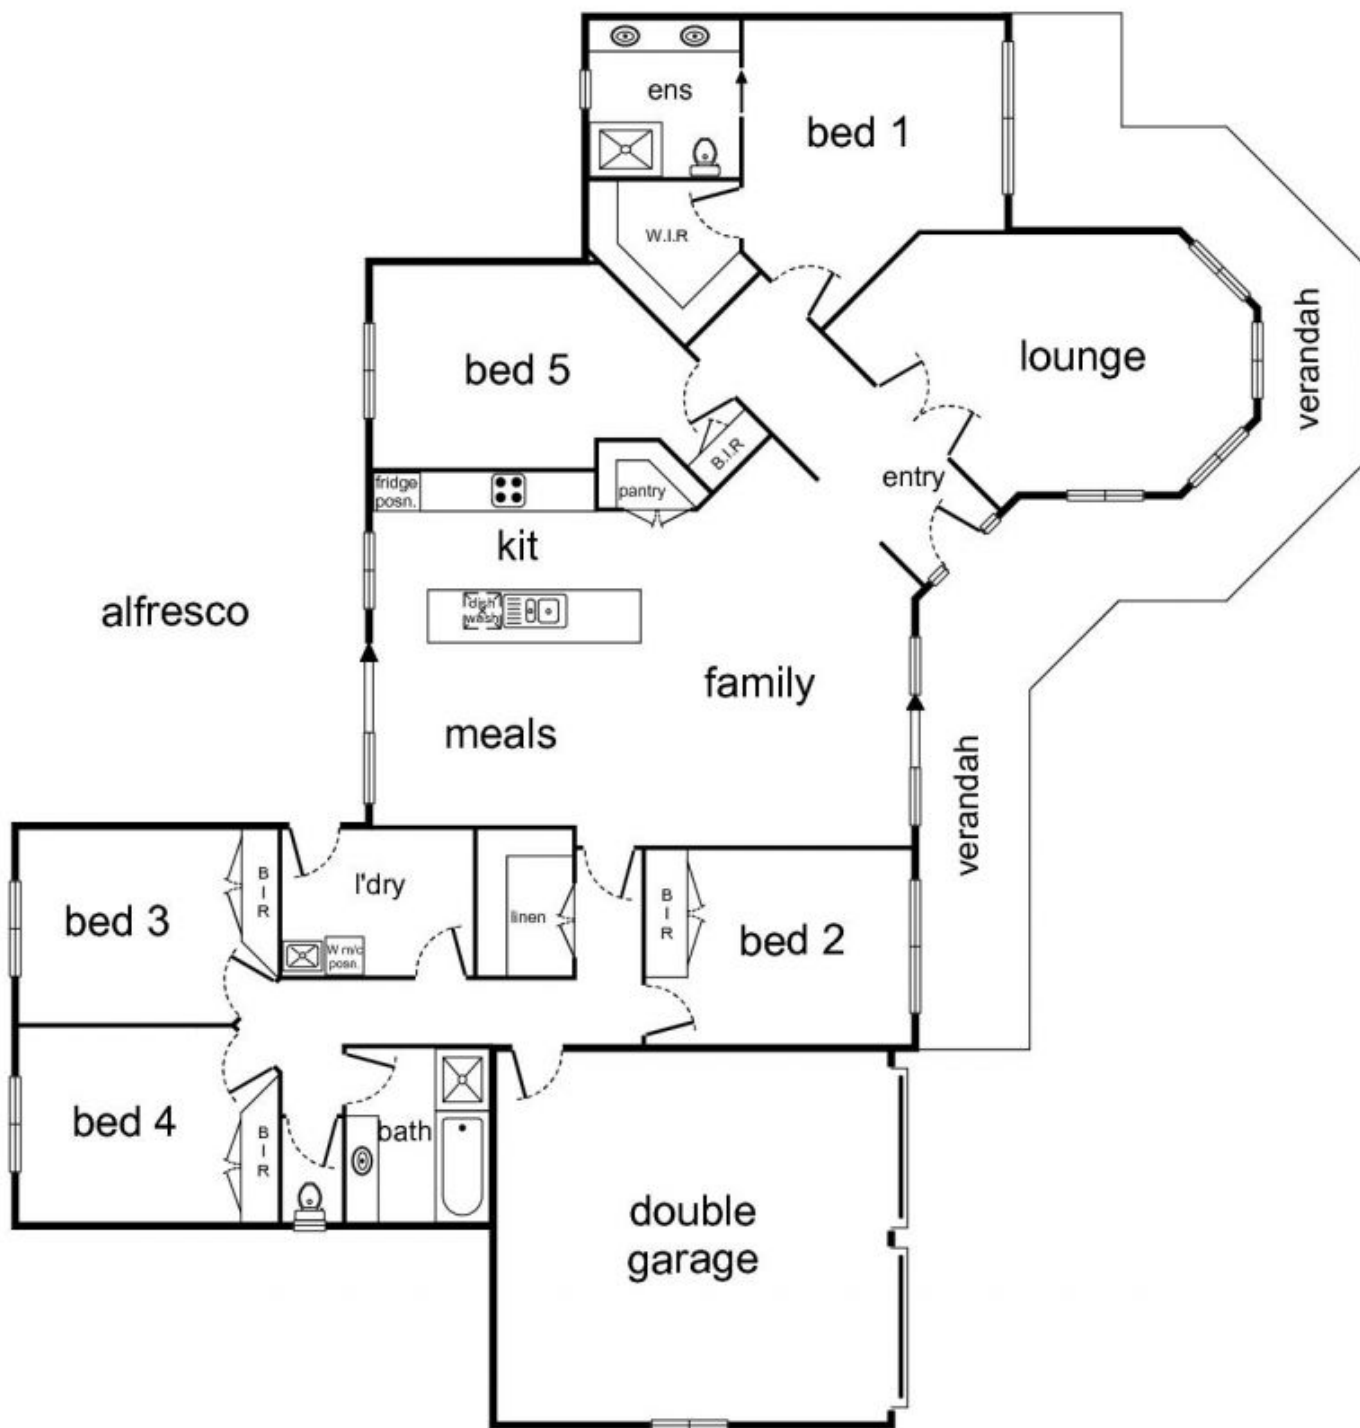 ens
bed 1
W.I.R
verandah
lounge
bed 5
B.I.R
entry
fridge
posn.
pantry
kit
dish
wash
alfresco
family
meals
verandah
B
I
R
l'dry
bed 3
linen
B
I
R
bed 2
W m/c
posn.
bed 4
B
I
R
bath
double
garage